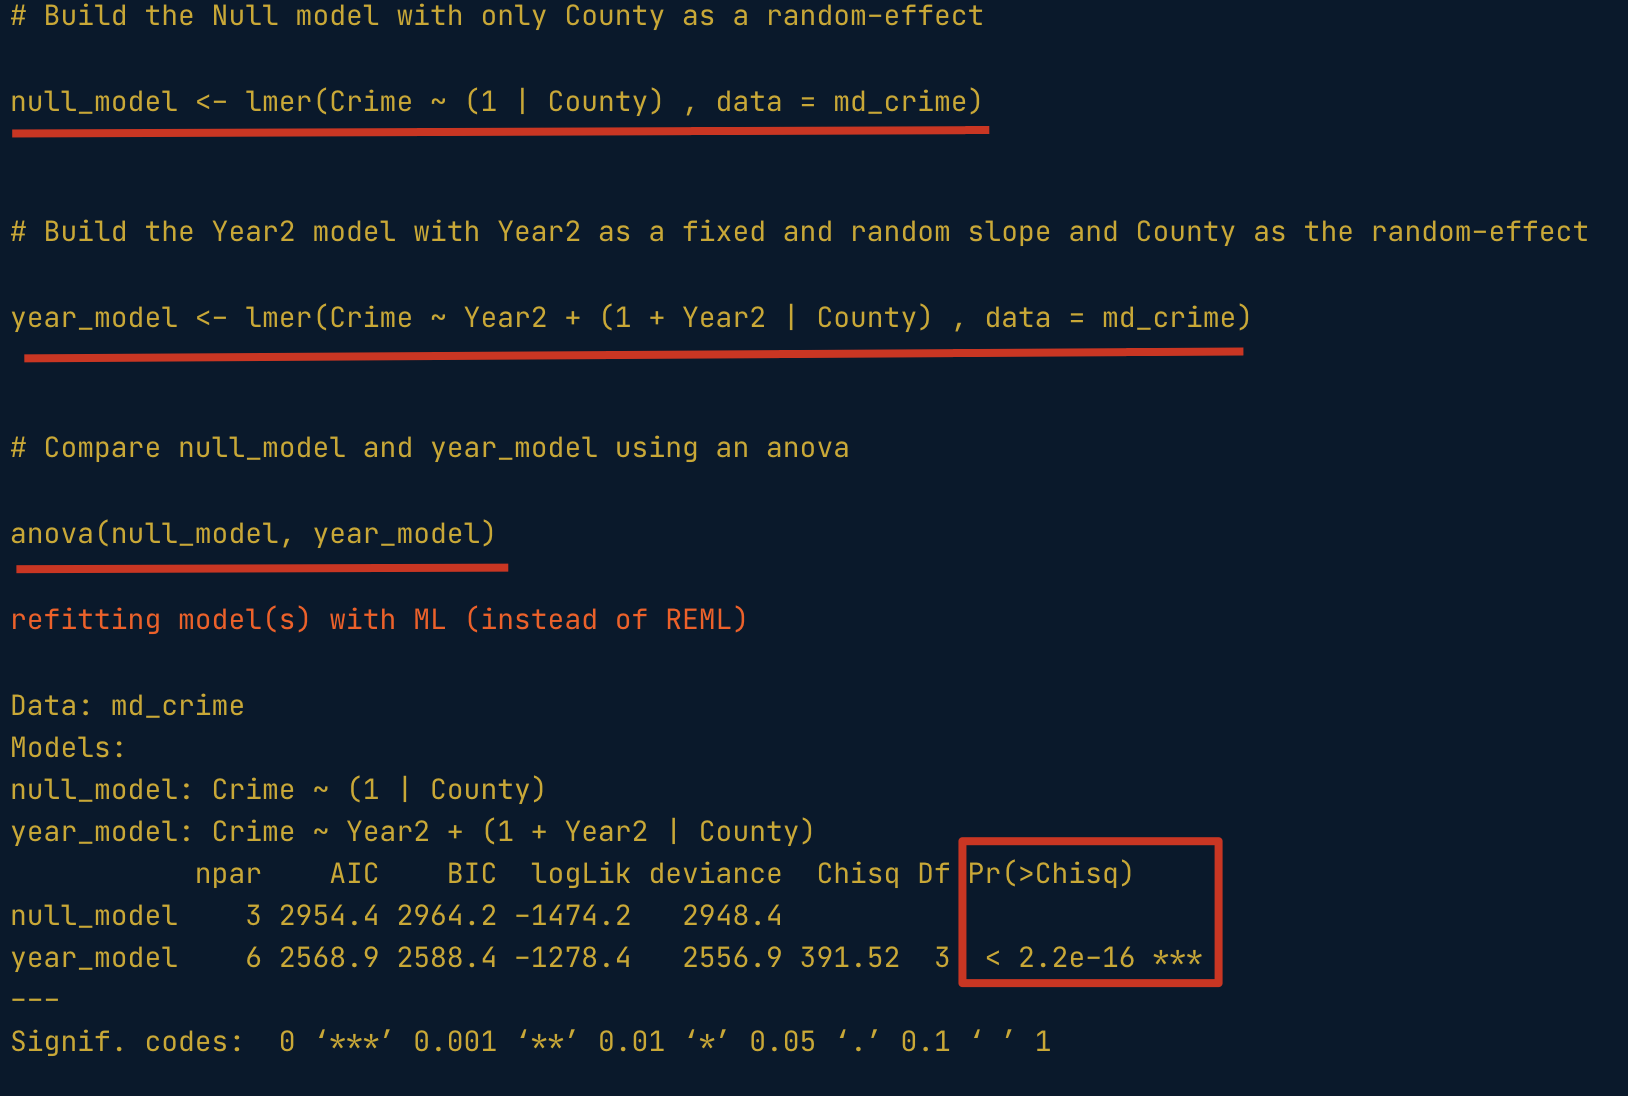 # Build the Null model with only County as a random-effect
null_model <- lmer(Crime ~ (1 | County) , data = md_crime)
# Build the Year2 model with Year2 as a fixed and random slope and County as the random-effect
year_model <- lmer(Crime ~ Year2 + (1 + Year2 | County) , data = md_crime)
# Compare null_model and year_model using an anova
anova(null_model, year_model)
refitting model(s) with ML (instead of REML)
Data: md_crime
Models:
null_model: Crime ~ (1 | County)
year_model: Crime ~ Year2 + (1 + Year2 | County)
           npar    AIC    BIC  logLik deviance  Chisq Df Pr(>Chisq)
null_model    3 2954.4 2964.2 -1474.2   2948.4
year_model    6 2568.9 2588.4 -1278.4   2556.9 391.52  3  < 2.2e-16 ***
---
Signif. codes:  0 ‘***’ 0.001 ‘**’ 0.01 ‘*’ 0.05 ‘.’ 0.1 ‘ ’ 1